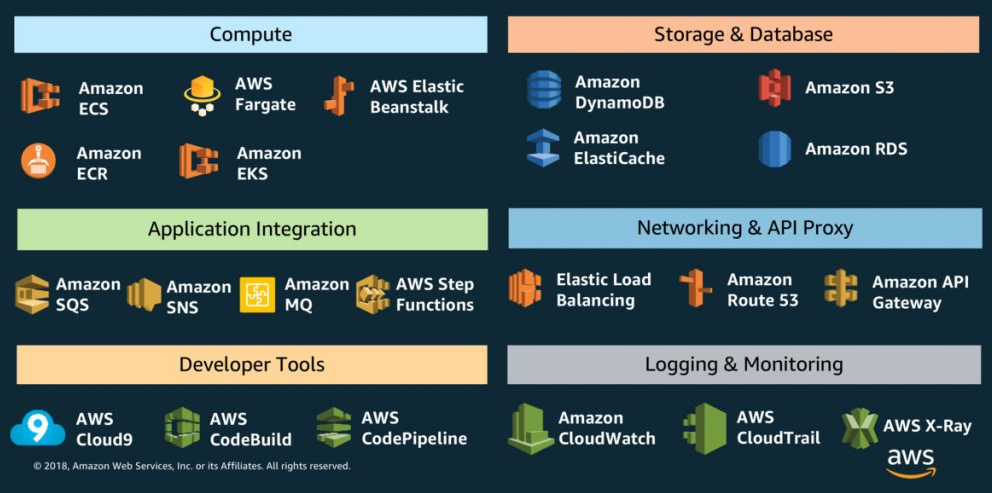 Compute
Amazon
ECS
AWS
Fargate
AWS Elastic
Beanstalk
Amazon
ECR
Amazon
EKS
Storage & Database
Amazon
DynamoDB
Amazon S3
Amazon
ElastiCache
Amazon RDS
Application Integration
Amazon
SQS
Amazon
SNS
Amazon
MQ
AWS Step
Functions
Networking & API Proxy
Elastic Load
Balancing
Amazon
Route 53
Amazon API
Gateway
Developer Tools
9
AWS
Cloud9
AWS
CodeBuild
AWS
CodePipeline
Logging & Monitoring
Amazon
CloudWatch
AWS
CloudTrail
AWS X-Ray
© 2018, Amazon Web Services, Inc. or its Affiliates. All rights reserved.
aws